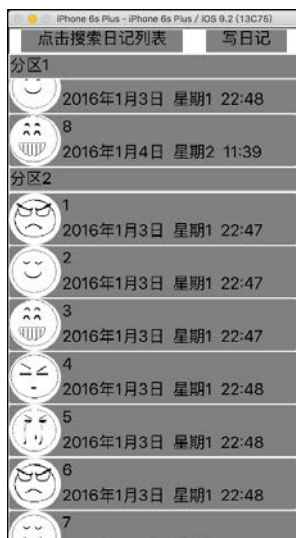 iPhone 6s Plus - iPhone 6s Plus / iOS 9.2 (13C75)
点击搜索日记列表 写日记
分区1
2016年1月3日 星期1 22:48
8
2016年1月4日 星期2 11:39
分区2
1
2016年1月3日 星期1 22:47
2
2016年1月3日 星期1 22:47
3
2016年1月3日 星期1 22:47
4
2016年1月3日 星期1 22:48
5
2016年1月3日 星期1 22:48
6
2016年1月3日 星期1 22:48
7